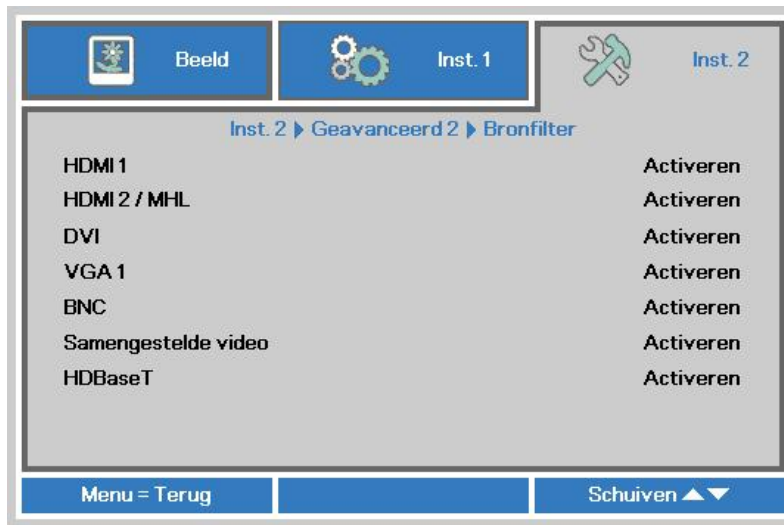 Beeld Inst. 1 Inst. 2
Inst. 2 ▶ Geavanceerd 2 ▶ Bronfilter
HDMI 1 Activeren
HDMI 2 / MHL Activeren
DVI Activeren
VGA 1 Activeren
BNC Activeren
Samengestelde video Activeren
HDBaseT Activeren
Menu = Terug Schuiven ▲▼